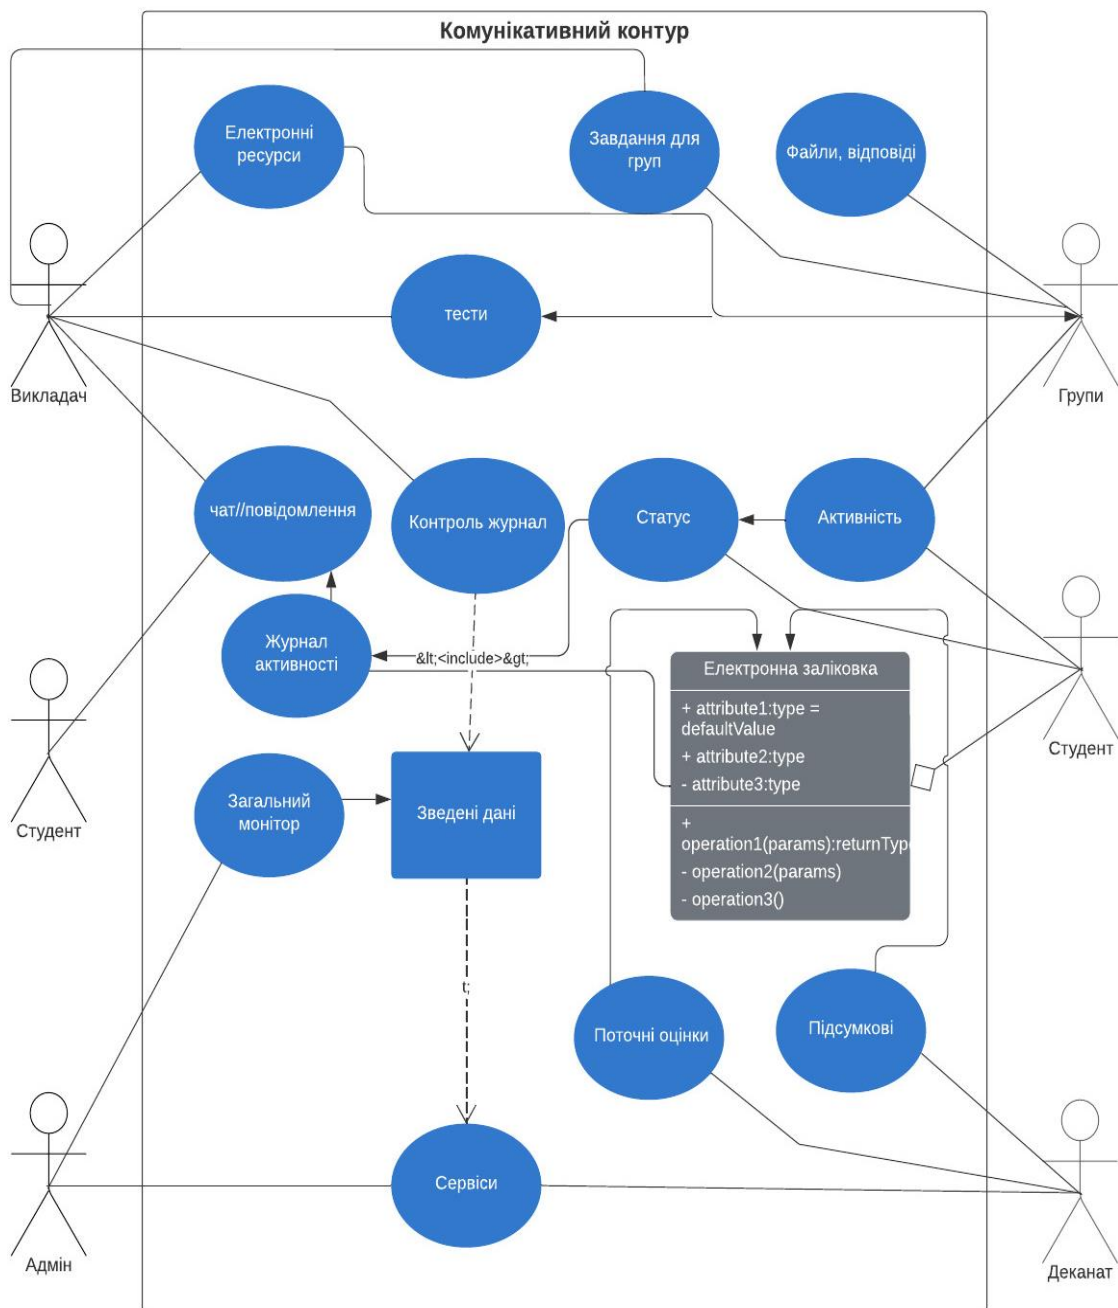 Комунікативний контур
Електронні
ресурси
Завдання для
груп
Файли, відповіді
тести
Викладач
Групи
чат//повідомлення
Контроль журнал
Статус
Активність
Журнал
активності
&lt;<include>&gt;
Електронна заліковка
+ attribute1:type =
defaultValue
+ attribute2:type
- attribute3:type
+
operation1(params):returnType
- operation2(params)
- operation3()
Студент
Студент
Загальний
монітор
Зведені дані
t;
Поточні оцінки
Підсумкові
Сервіси
Адмін
Деканат